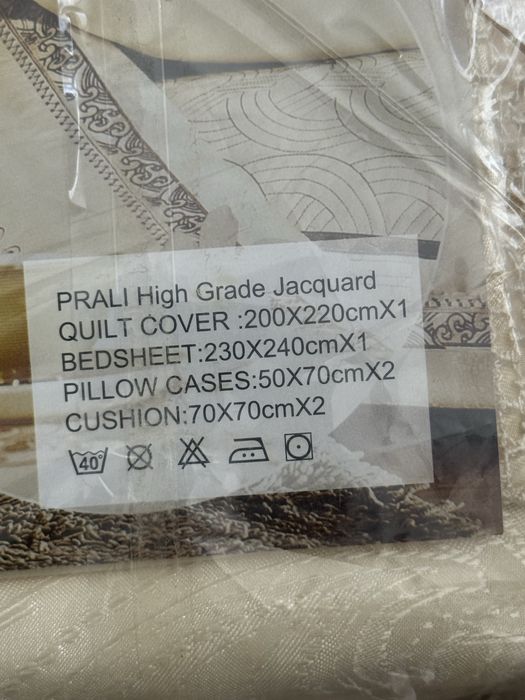 PRALI High Grade Jacquard
QUILT COVER :200X220cmX1
BEDSHEET:230X240cmX1
PILLOW CASES:50X70cmX2
CUSHION:70X70cmX2
40°